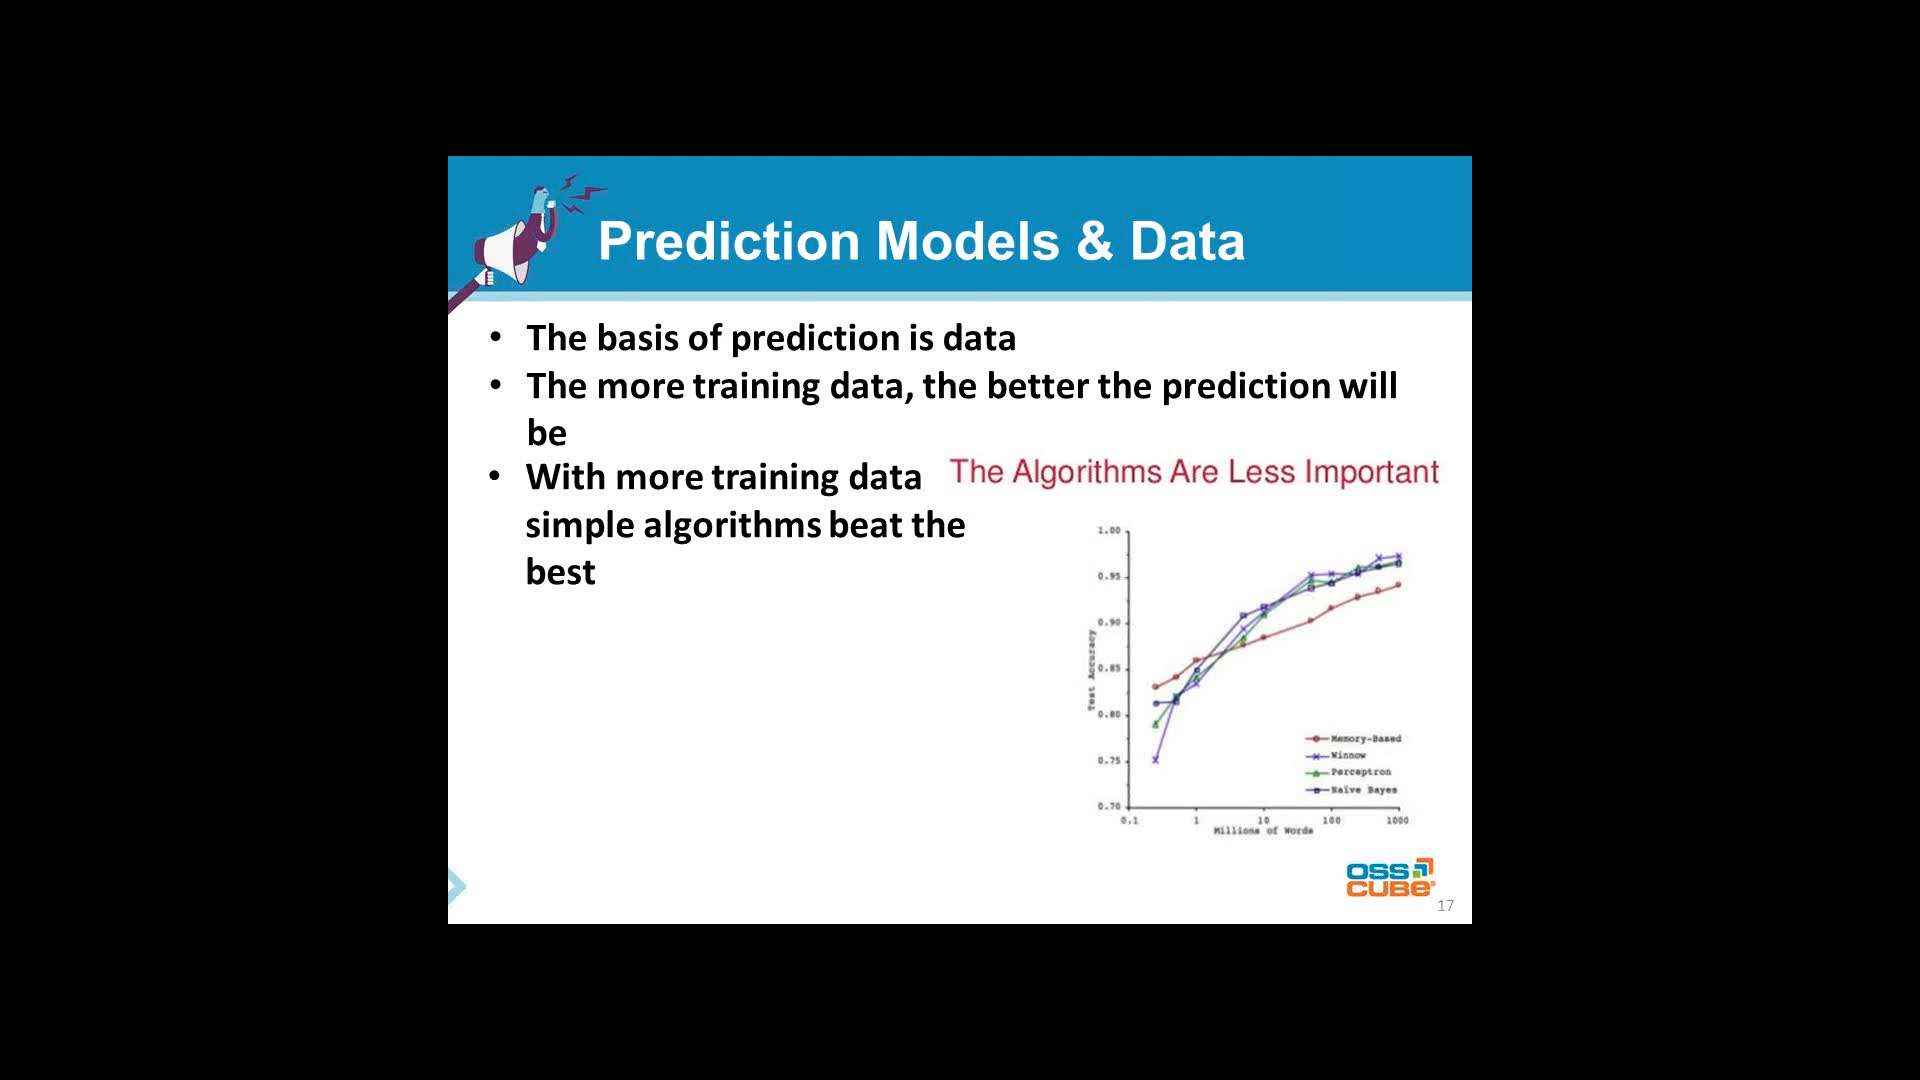 Prediction Models & Data
• The basis of prediction is data
• The more training data, the better the prediction will
be
• With more training data
simple algorithms beat the
best
The Algorithms Are Less Important
1.00
0.95
0.90
0.85
0.80
0.75
0.70
Test Accuracy
Memory-Based
Winnow
Perceptron
Naïve Bayes
0.1 1 10 100 1000
Millions of Words
OSS
CUBE®
17